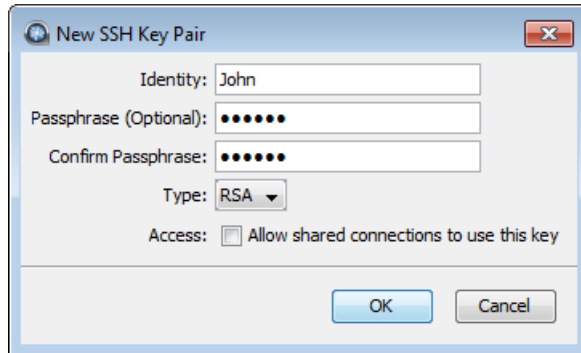 New SSH Key Pair
Identity: John
Passphrase (Optional): ●●●●●●
Confirm Passphrase: ●●●●●●
Type: RSA
Access: Allow shared connections to use this key
OK Cancel